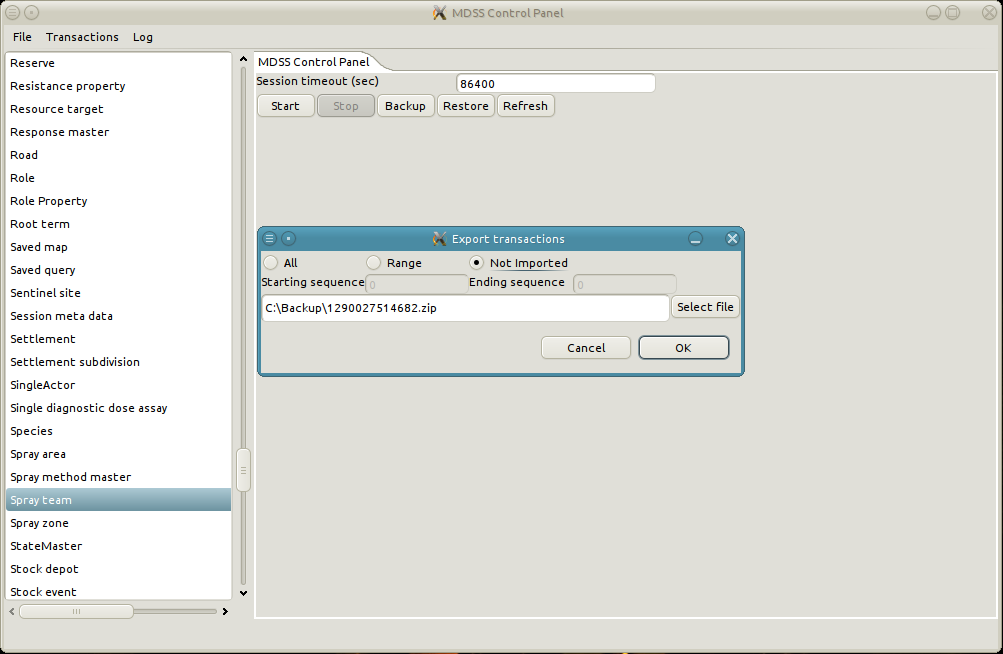 MDSS Control Panel
File Transactions Log
Reserve
Resistance property
Resource target
Response master
Road
Role
Role Property
Root term
Saved map
Saved query
Sentinel site
Session meta data
Settlement
Settlement subdivision
SingleActor
Single diagnostic dose assay
Species
Spray area
Spray method master
Spray team
Spray zone
StateMaster
Stock depot
Stock event
MDSS Control Panel
Session timeout (sec) 86400
Start Stop Backup Restore Refresh
Export transactions
All Range Not Imported
Starting sequence 0 Ending sequence 0
C:\Backup\1290027514682.zip Select file
Cancel OK